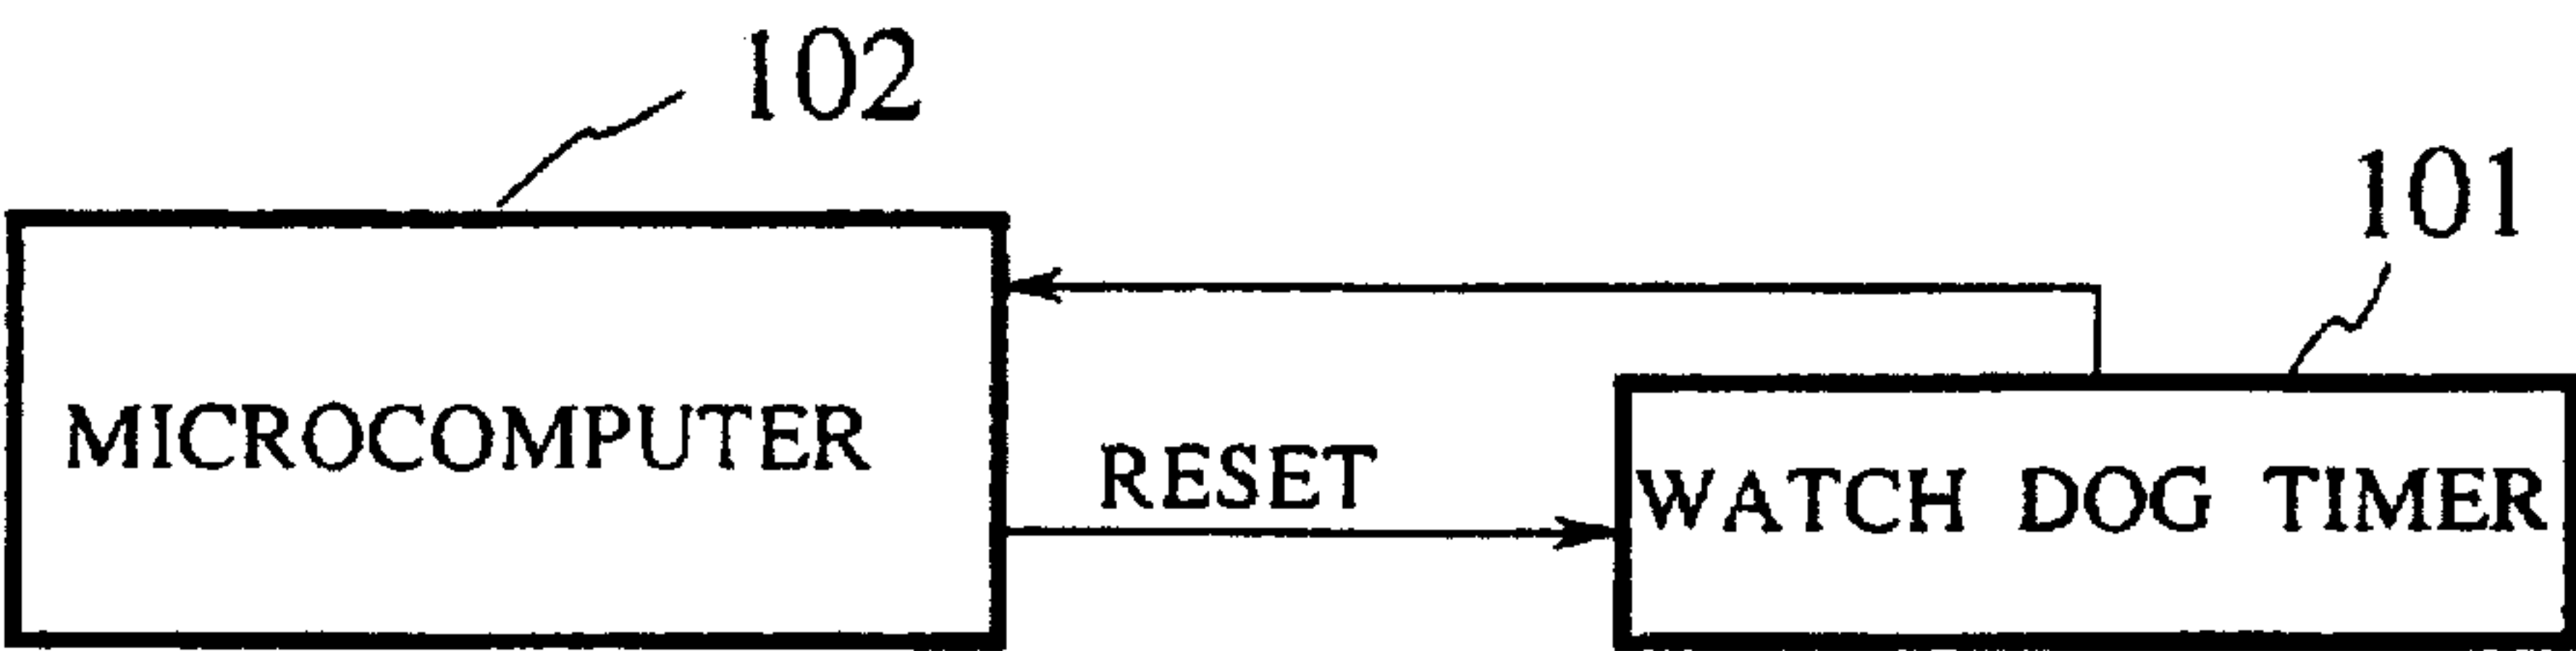 102
101
MICROCOMPUTER
RESET
WATCH DOG TIMER